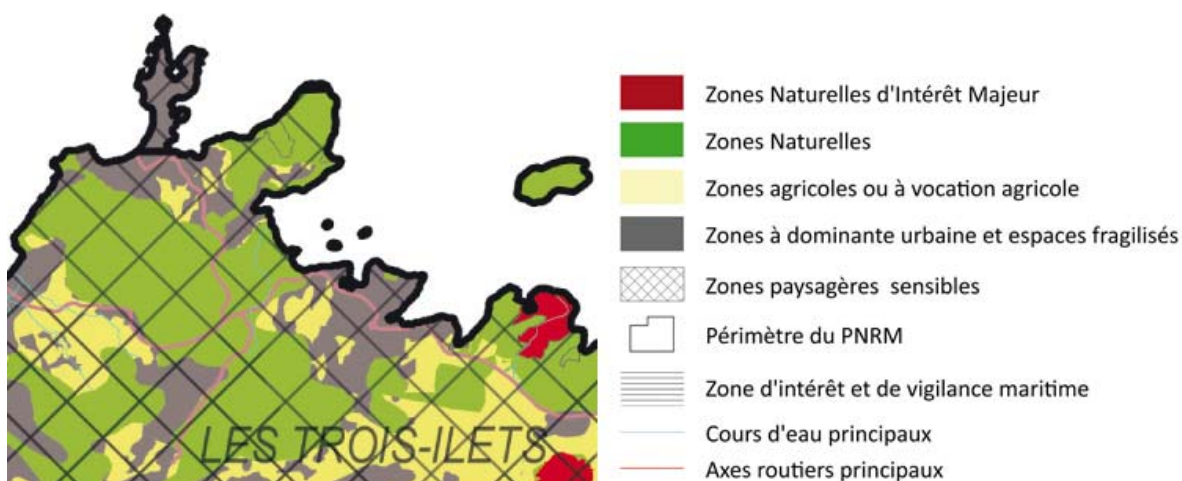 LES TROIS-ILETS
Zones Naturelles d'Intérêt Majeur
Zones Naturelles
Zones agricoles ou à vocation agricole
Zones à dominante urbaine et espaces fragilisés
Zones paysagères sensibles
Périmètre du PNRM
Zone d'intérêt et de vigilance maritime
Cours d'eau principaux
Axes routiers principaux